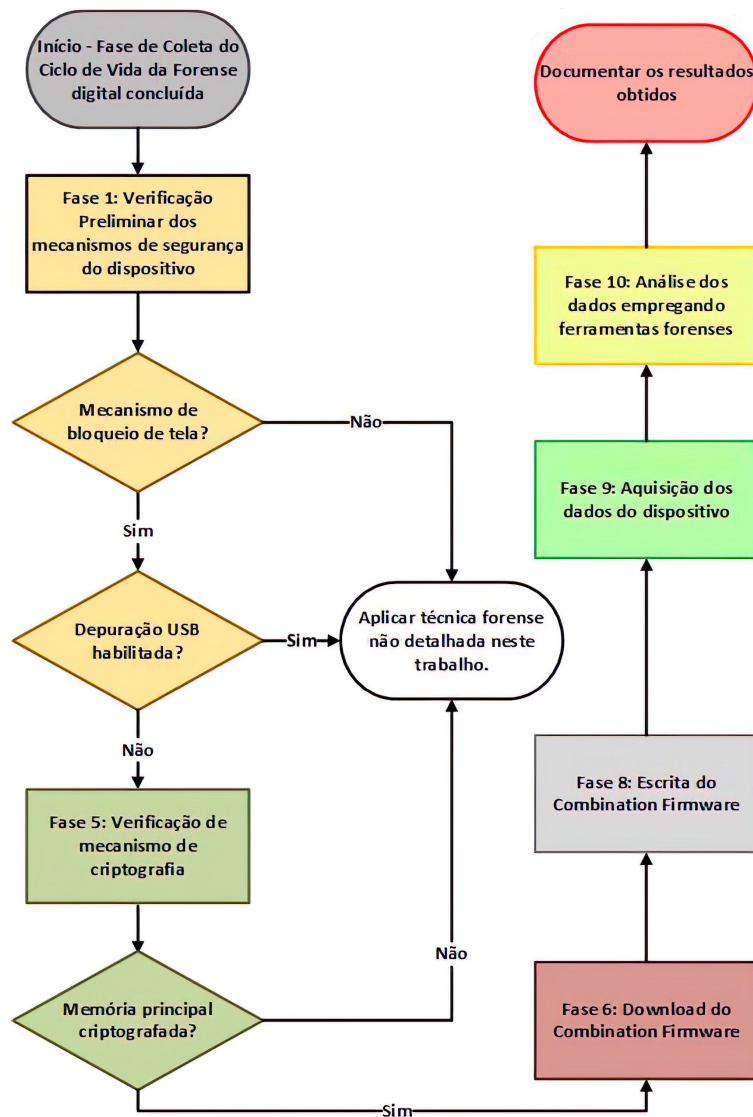 Início - Fase de Coleta do
Ciclo de Vida da Forense
digital concluída
Fase 1: Verificação
Preliminar dos
mecanismos de segurança
do dispositivo
Mecanismo de
bloqueio de tela?
Não
Sim
Depuração USB
habilitada?
Sim
Aplicar técnica forense
não detalhada neste
trabalho.
Não
Fase 5: Verificação de
mecanismo de
criptografia
Memória principal
criptografada?
Não
Sim
Fase 6: Download do
Combination Firmware
Fase 8: Escrita do
Combination Firmware
Fase 9: Aquisição dos
dados do dispositivo
Fase 10: Análise dos
dados empregando
ferramentas forenses
Documentar os resultados
obtidos